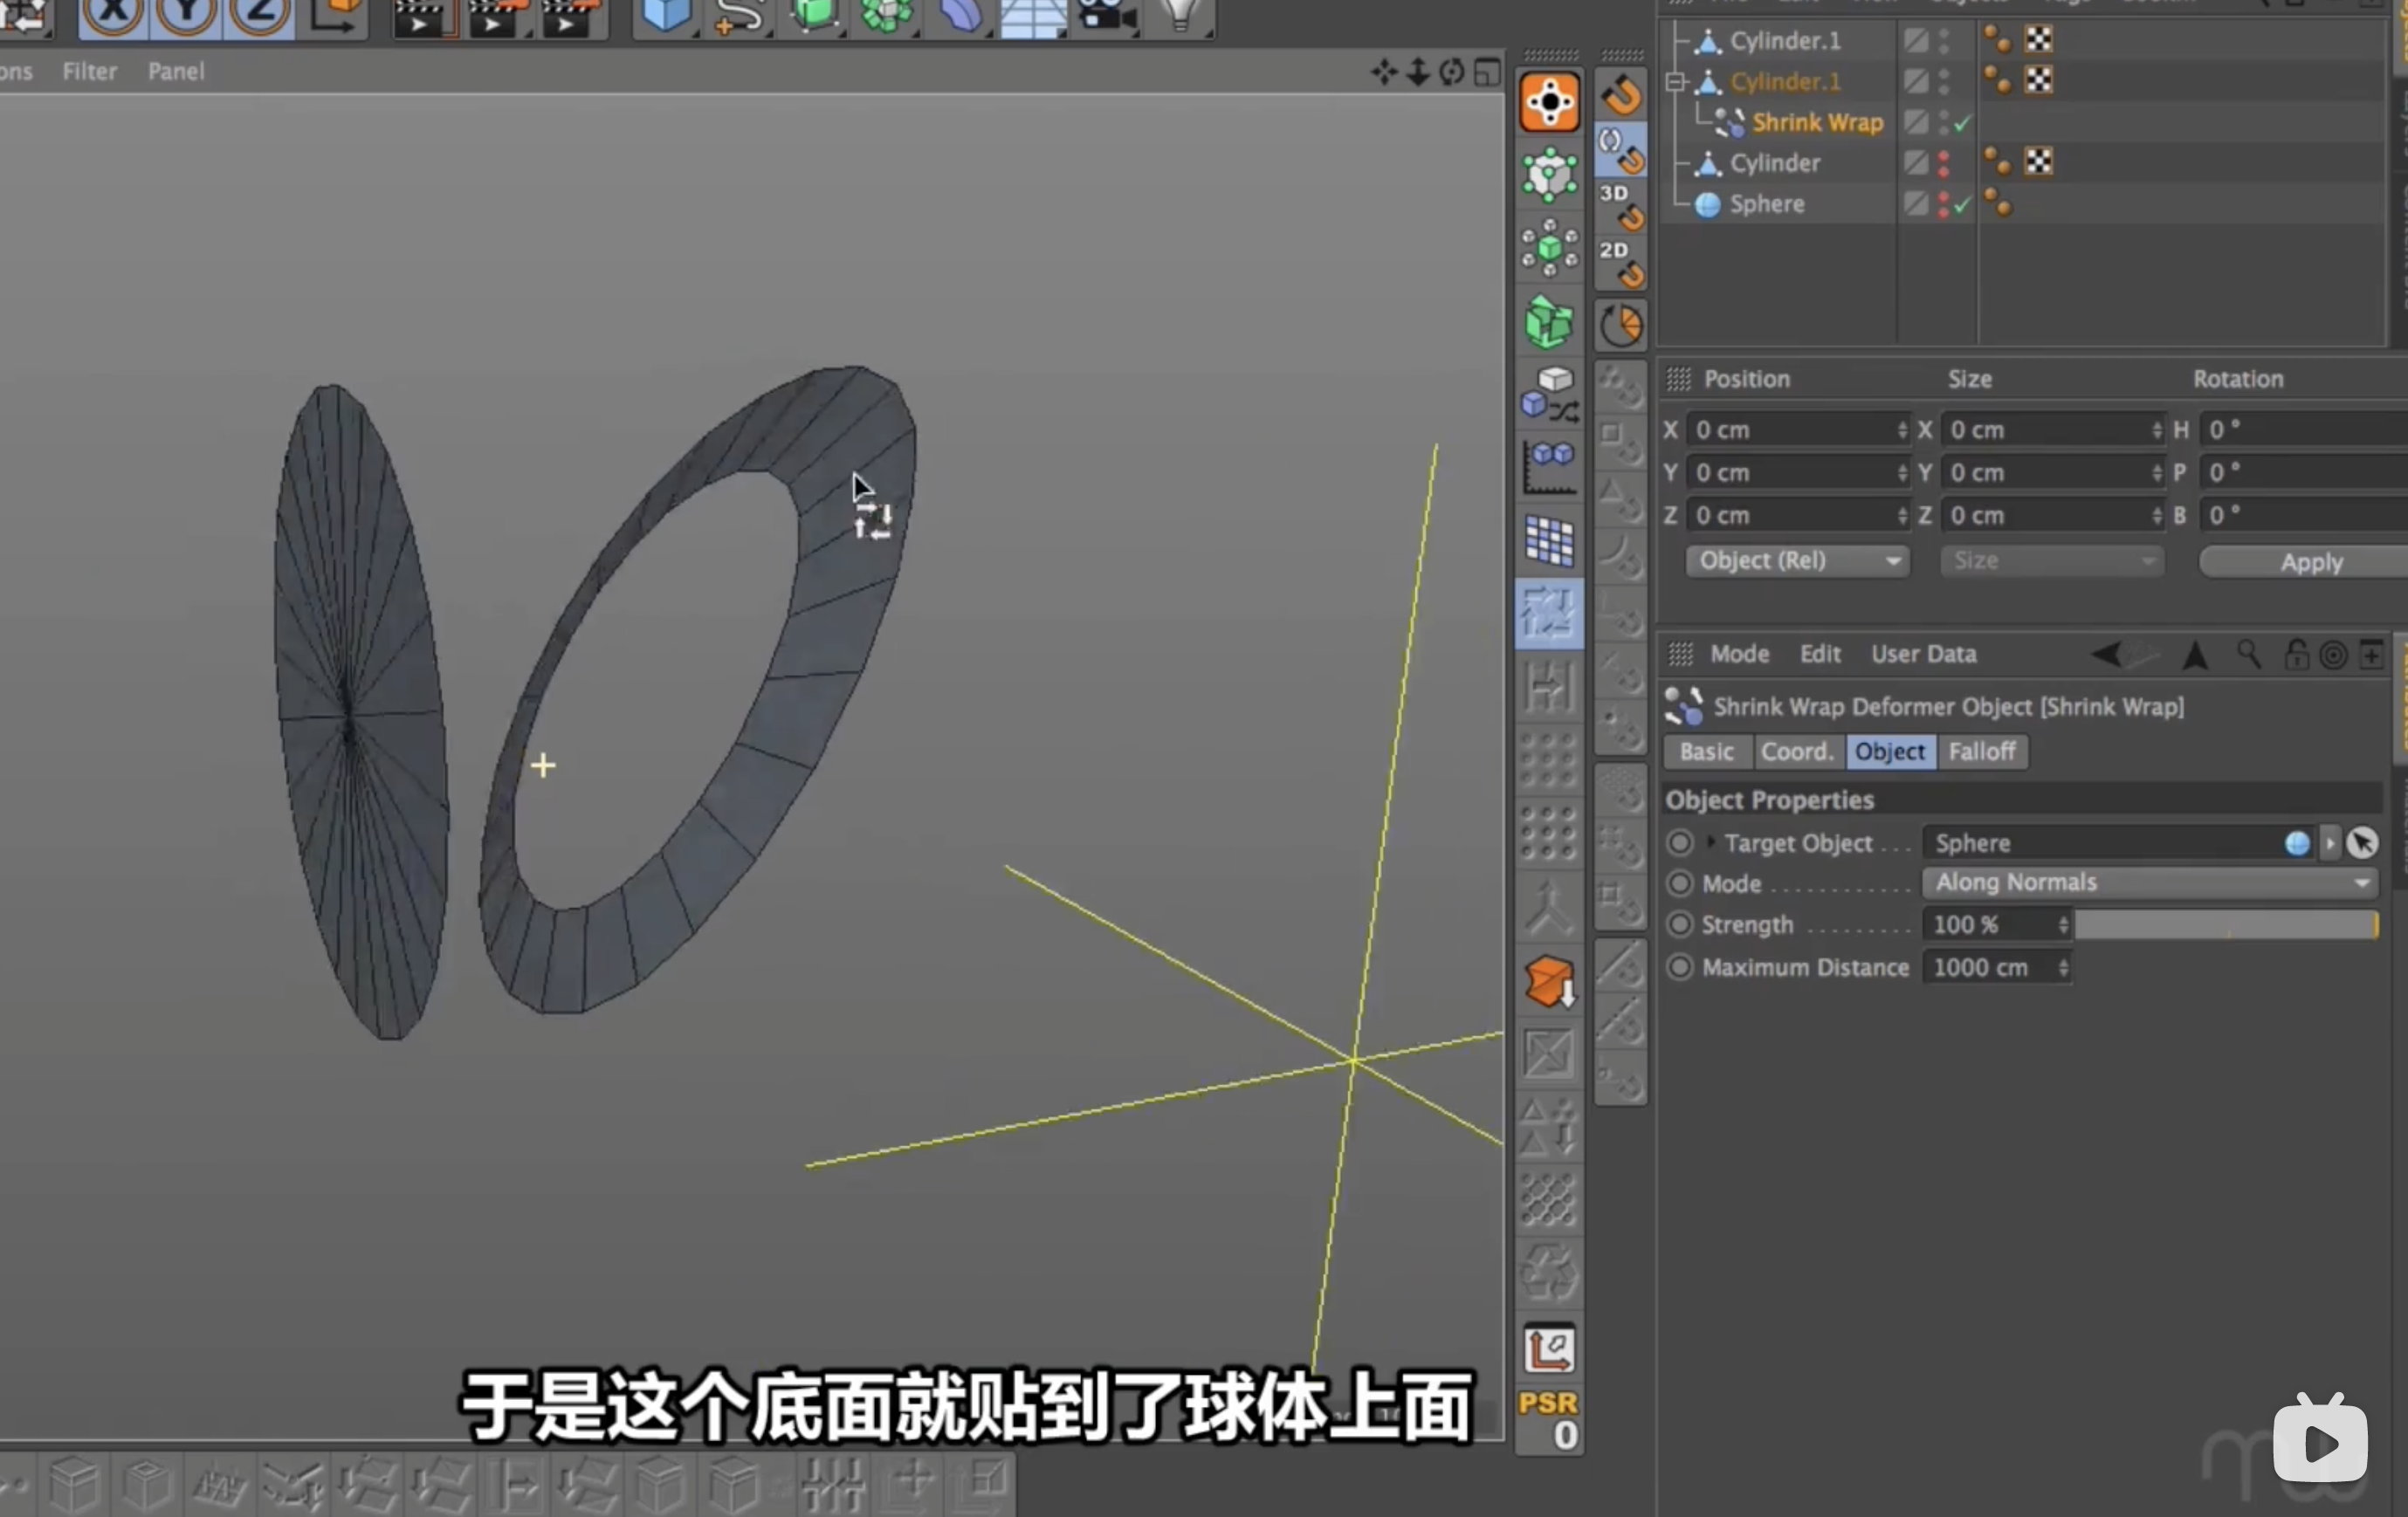 X Y Z
Filter Panel
Cylinder.1
Cylinder.1
Shrink Wrap
Cylinder
Sphere
3D
2D
Position Size Rotation
X 0 cm X 0 cm H 0 °
Y 0 cm Y 0 cm P 0 °
Z 0 cm Z 0 cm B 0 °
Object (Rel) Size Apply
Mode Edit User Data
Shrink Wrap Deformer Object [Shrink Wrap]
Basic Coord. Object Falloff
Object Properties
Target Object . . . Sphere
Mode . . . . . . . . . . . . Along Normals
Strength . . . . . . . . . 100 %
Maximum Distance 1000 cm
PSR
0
于是这个底面就贴到了球体上面